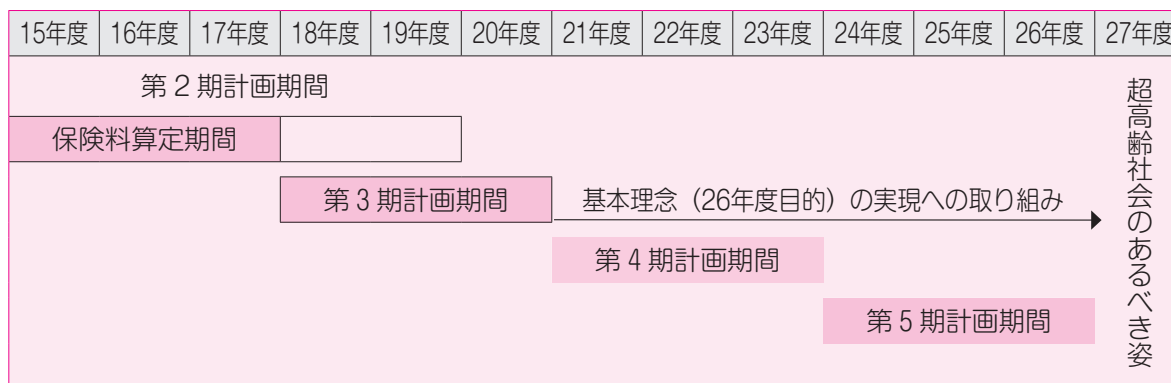 15年度 16年度 17年度 18年度 19年度 20年度 21年度 22年度 23年度 24年度 25年度 26年度 27年度
第2期計画期間
保険料算定期間
第3期計画期間
基本理念（26年度目的）の実現への取り組み
第4期計画期間
第5期計画期間
超高齢社会のあるべき姿